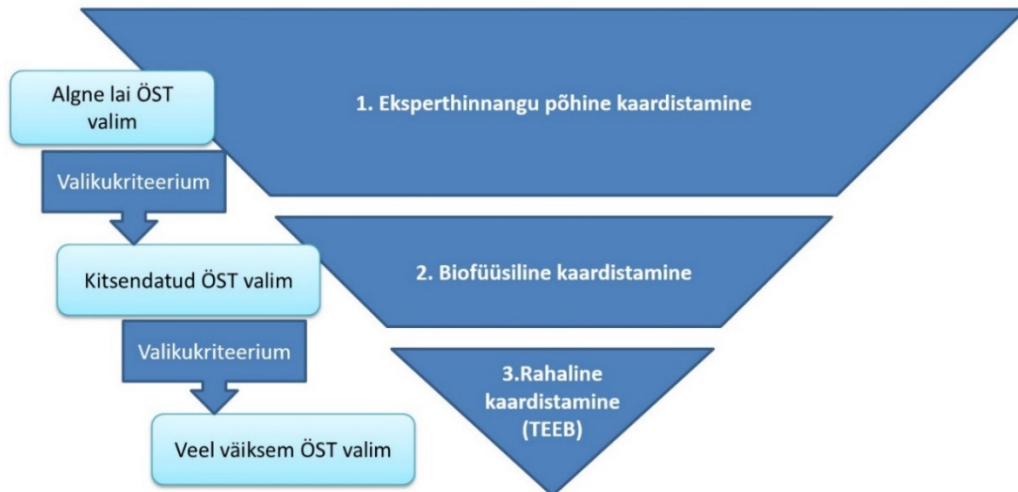 Algne lai ÖST
valim
1. Eksperthinnangu põhine kaardistamine
Valikukriteerium
Kitsendatud ÖST valim
2. Biofüüsiline kaardistamine
Valikukriteerium
3.Rahaline
kaardistamine
(TEEB)
Veel väiksem ÖST valim